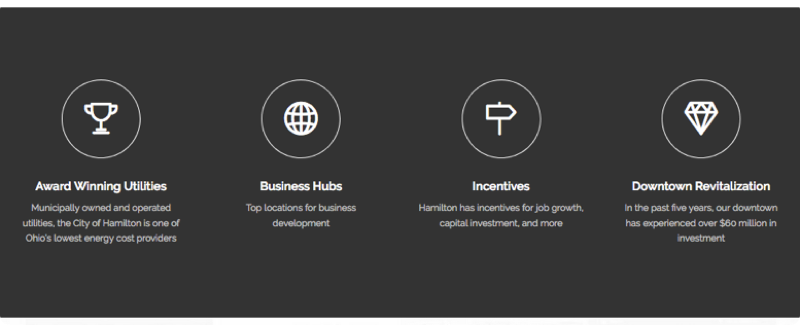 Award Winning Utilities
Municipally owned and operated
utilities, the City of Hamilton is one of
Ohio's lowest energy cost providers
Business Hubs
Top locations for business
development
Incentives
Hamilton has incentives for job growth,
capital investment, and more
Downtown Revitalization
In the past five years, our downtown
has experienced over $60 million in
investment